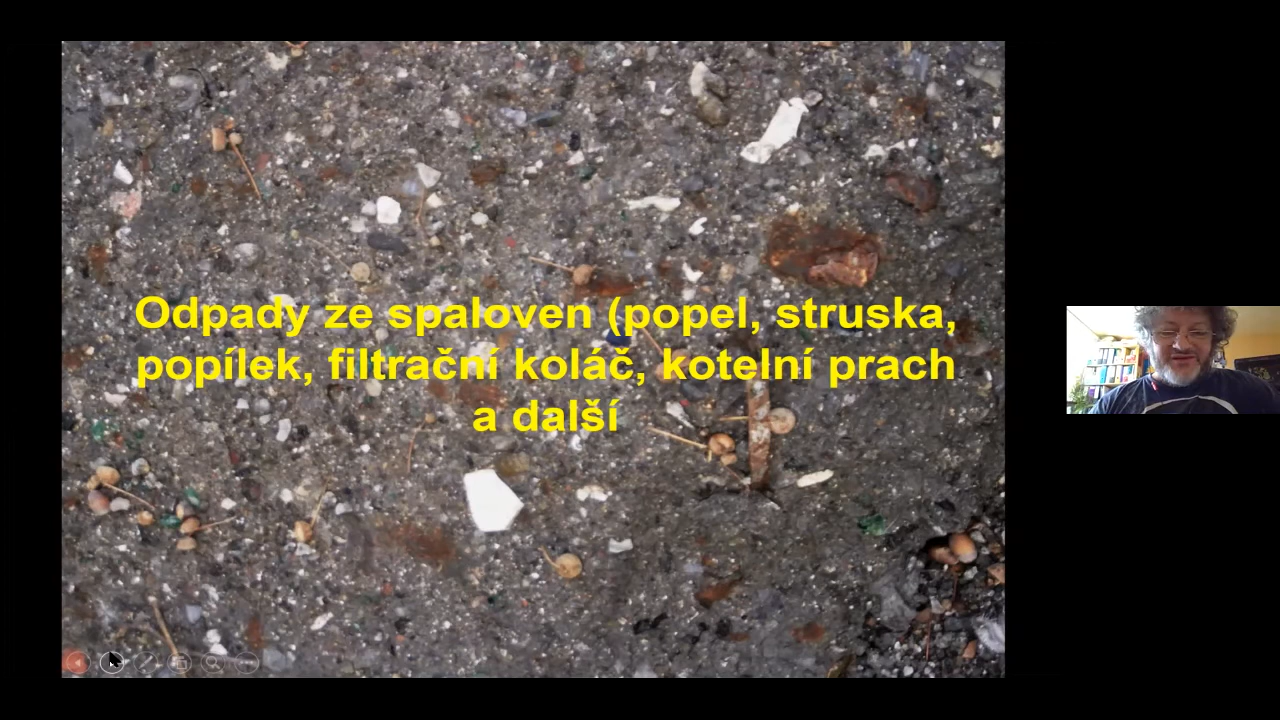 Odpady ze spaloven (popel, struska,
popílek, filtrační koláč, kotelní prach
a další